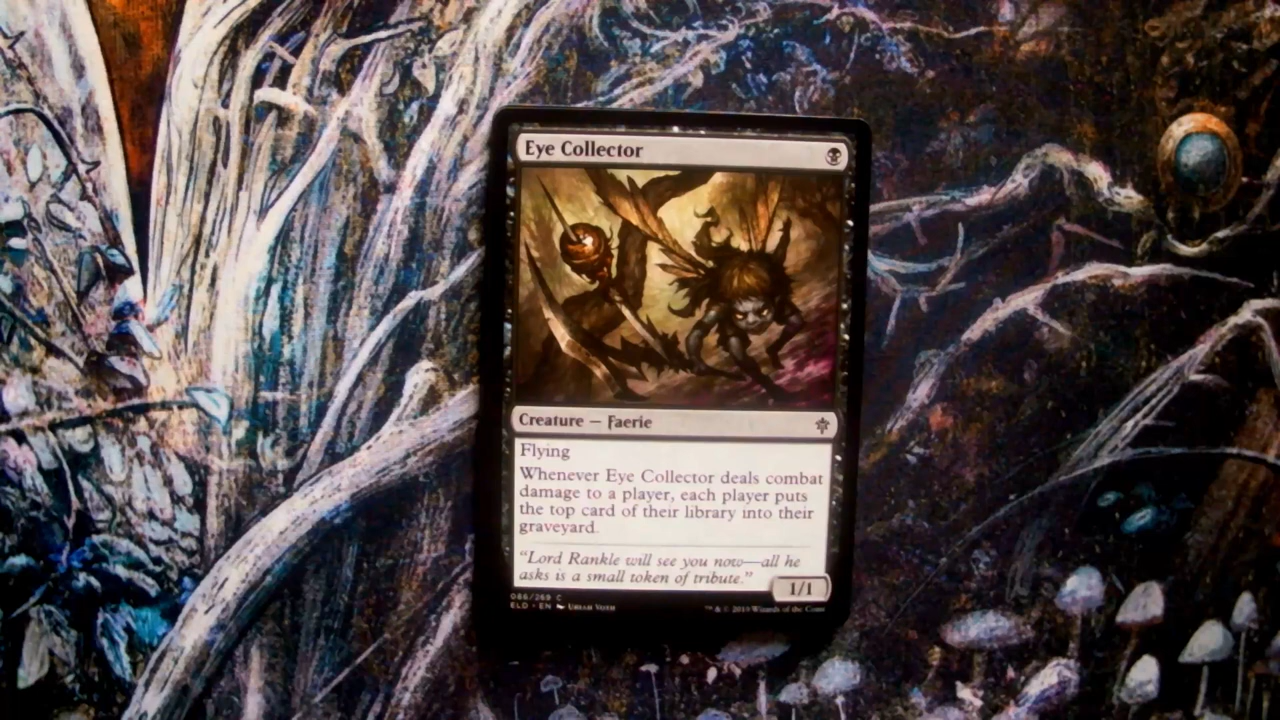 Eye Collector
Creature — Faerie
Flying
Whenever Eye Collector deals combat
damage to a player, each player puts
the top card of their library into their
graveyard.
“Lord Rankle will see you now—all he
asks is a small token of tribute.”
1/1
086/269 C
ELD • EN Uriah Voth
™ & © 2019 Wizards of the Coast